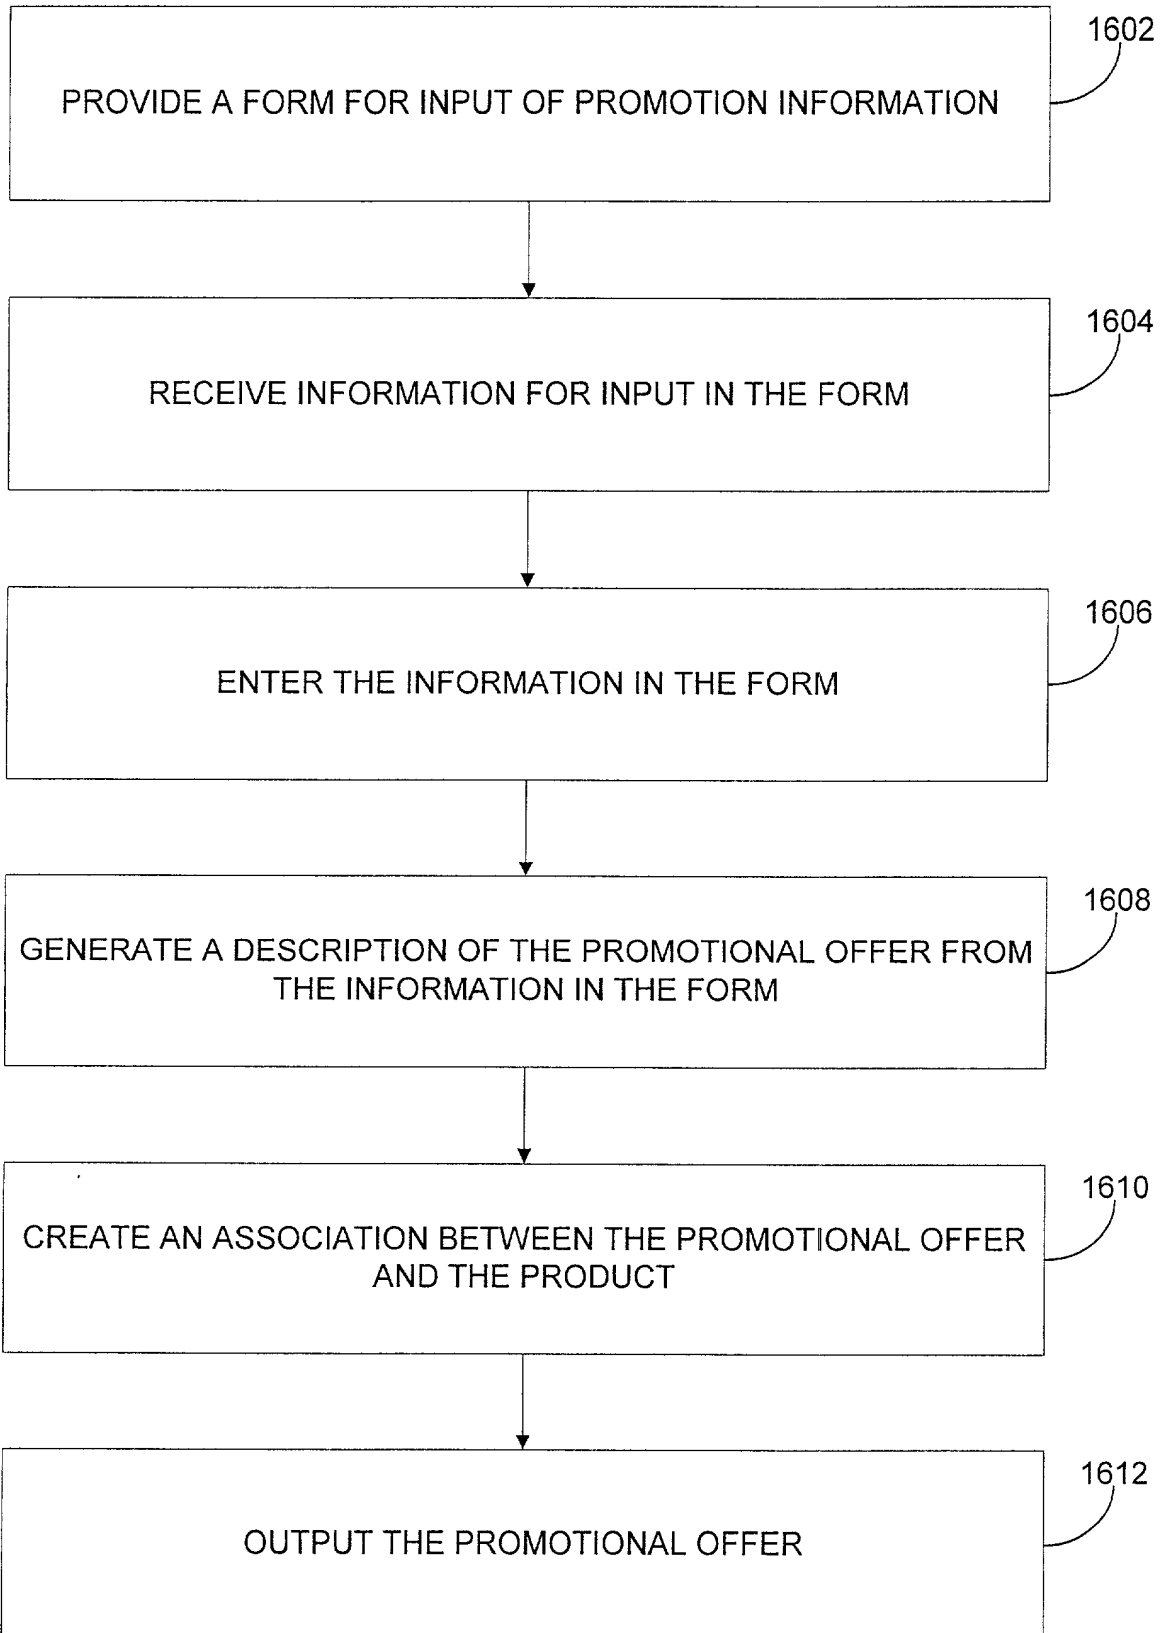 1602
PROVIDE A FORM FOR INPUT OF PROMOTION INFORMATION
1604
RECEIVE INFORMATION FOR INPUT IN THE FORM
1606
ENTER THE INFORMATION IN THE FORM
1608
GENERATE A DESCRIPTION OF THE PROMOTIONAL OFFER FROM
THE INFORMATION IN THE FORM
1610
CREATE AN ASSOCIATION BETWEEN THE PROMOTIONAL OFFER
AND THE PRODUCT
1612
OUTPUT THE PROMOTIONAL OFFER